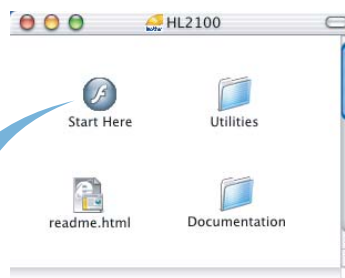 HL2100
Start Here
Utilities
readme.html
Documentation